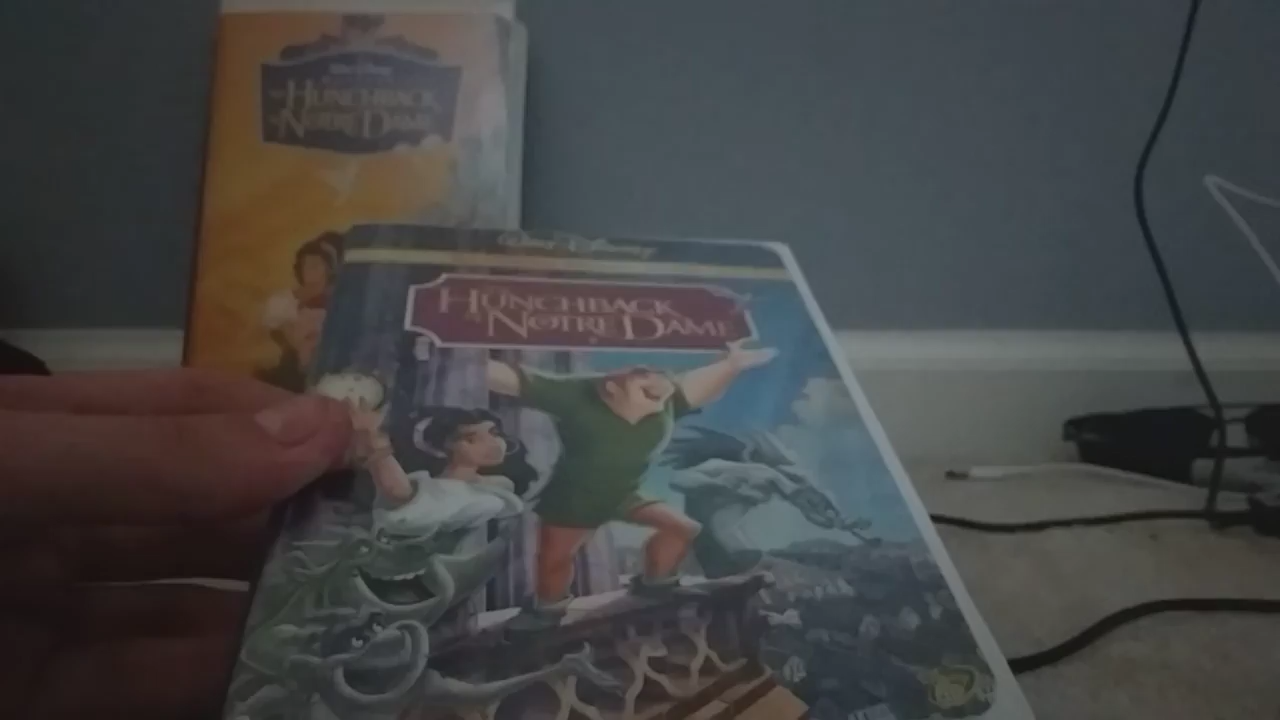 Walt Disney
THE
HUNCHBACK
OF NOTRE DAME
Walt Disney
THE
HUNCHBACK
OF NOTRE DAME